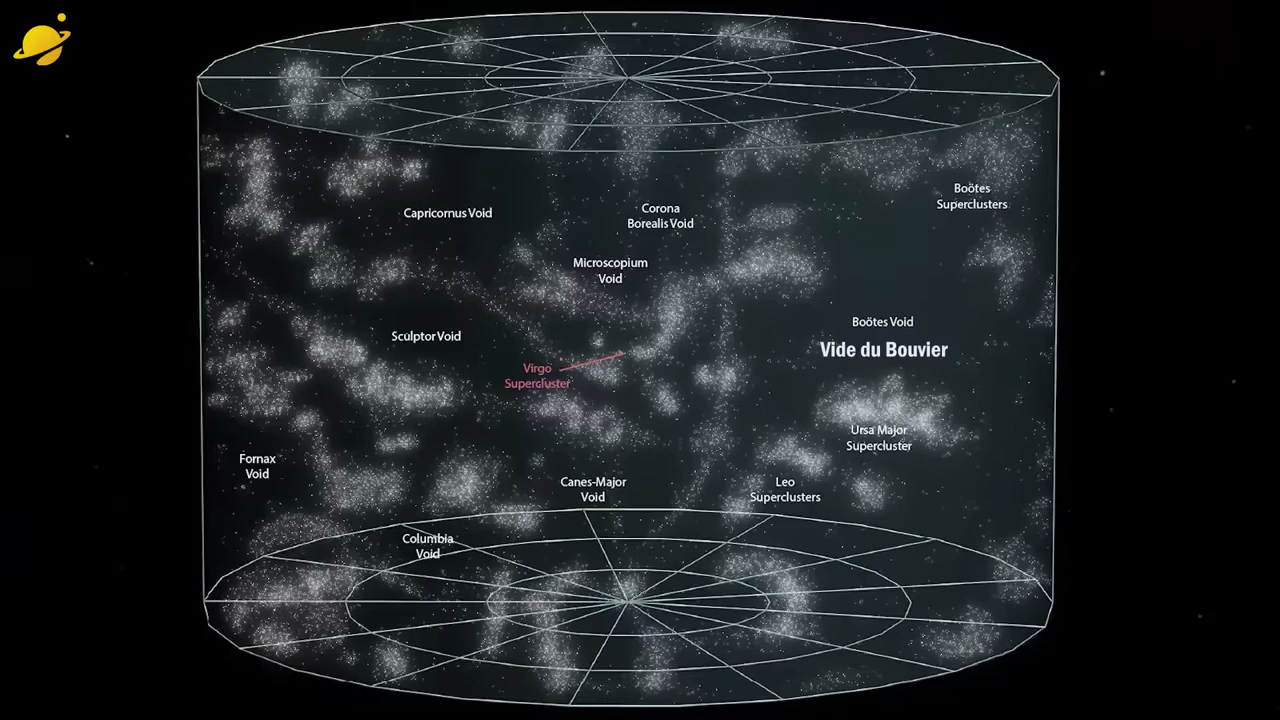 Boötes
Superclusters
Capricornus Void
Corona
Borealis Void
Microscopium
Void
Boötes Void
Sculptor Void
Vide du Bouvier
Virgo
Supercluster
Ursa Major
Supercluster
Fornax
Void
Canes-Major
Void
Leo
Superclusters
Columbia
Void